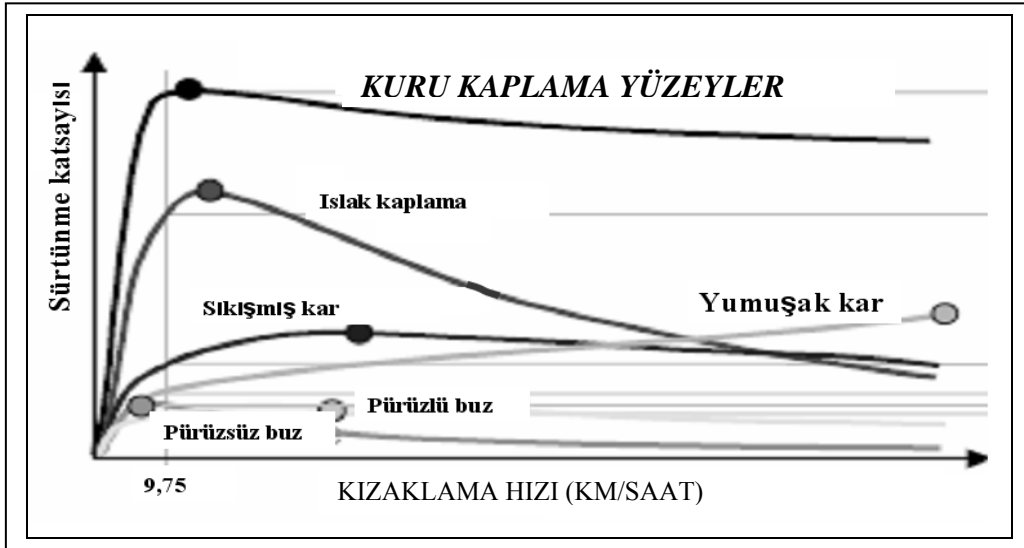 KURU KAPLAMA YÜZEYLER
Sürtünme katsayısı
Islak kaplama
Sıkışmış kar
Yumuşak kar
Pürüzlü buz
Pürüzsüz buz
9,75
KIZAKLAMA HIZI (KM/SAAT)